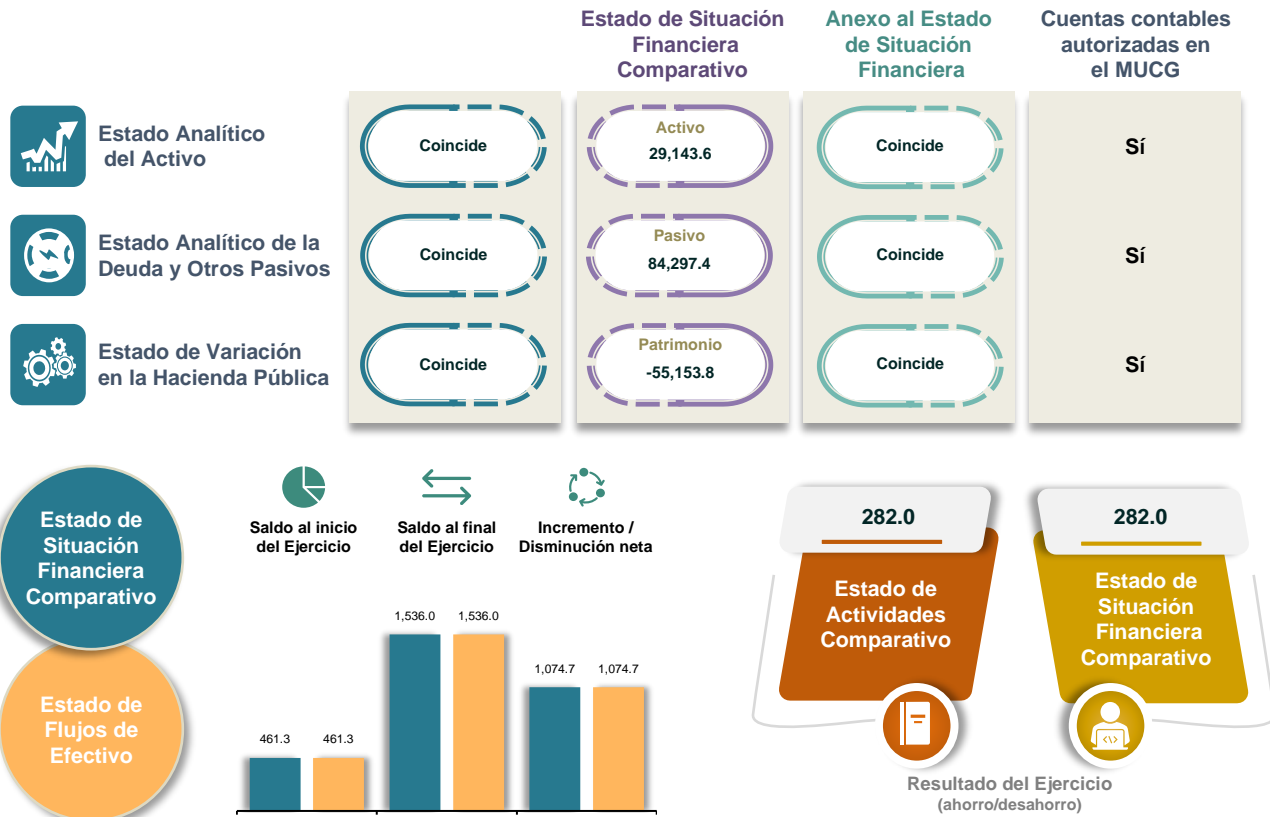 Estado de Situación
Financiera
Comparativo
Anexo al Estado
de Situación
Financiera
Cuentas contables
autorizadas en
el MUCG
Estado Analítico
del Activo
Coincide
Activo
29,143.6
Coincide
Sí
Estado Analítico de la
Deuda y Otros Pasivos
Coincide
Pasivo
84,297.4
Coincide
Sí
Estado de Variación
en la Hacienda Pública
Coincide
Patrimonio
-55,153.8
Coincide
Sí
Estado de
Situación
Financiera
Comparativo
Estado de
Flujos de
Efectivo
Saldo al inicio
del Ejercicio
Saldo al final
del Ejercicio
Incremento /
Disminución neta
461.3
461.3
1,536.0
1,536.0
1,074.7
1,074.7
282.0
Estado de
Actividades
Comparativo
282.0
Estado de
Situación
Financiera
Comparativo
Resultado del Ejercicio
(ahorro/desahorro)